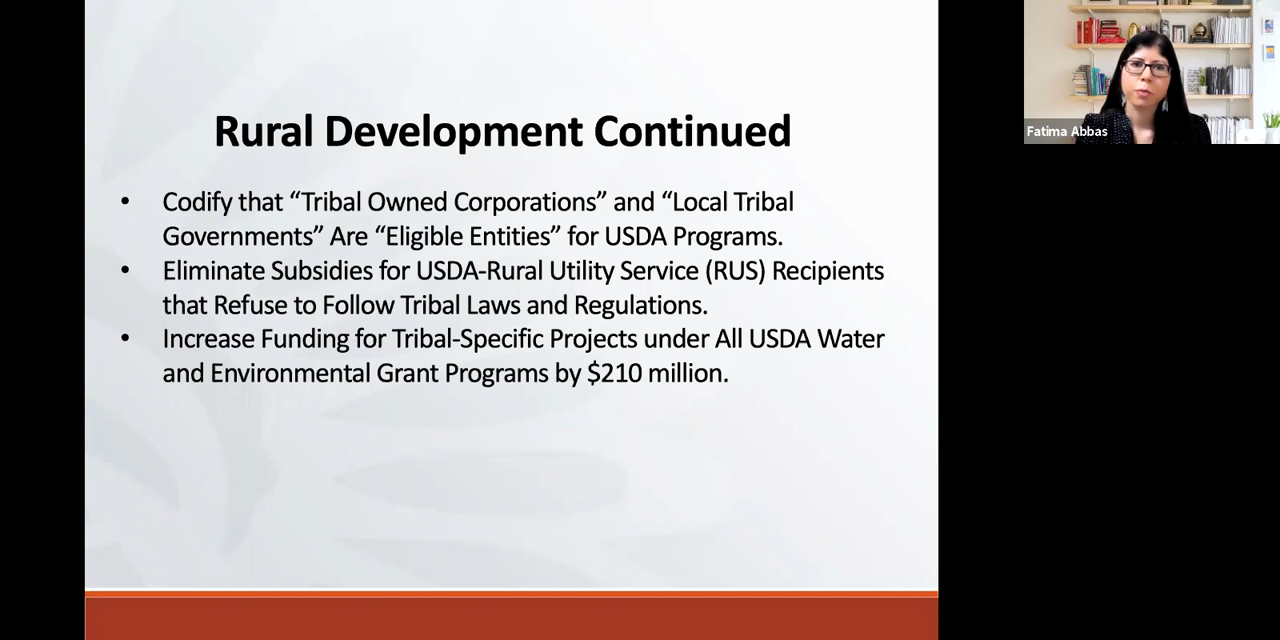 Rural Development Continued
• Codify that “Tribal Owned Corporations” and “Local Tribal
Governments” Are “Eligible Entities” for USDA Programs.
• Eliminate Subsidies for USDA-Rural Utility Service (RUS) Recipients
that Refuse to Follow Tribal Laws and Regulations.
• Increase Funding for Tribal-Specific Projects under All USDA Water
and Environmental Grant Programs by $210 million.
Fatima Abbas